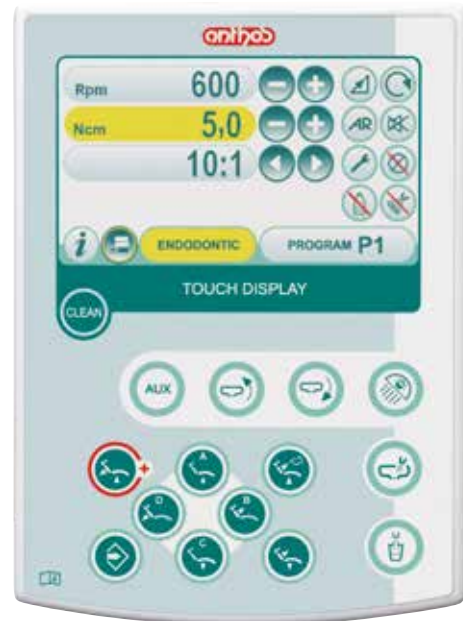 anthos
Rpm 600
Ncm 5,0 AR
10:1
i ENDODONTIC PROGRAM P1
TOUCH DISPLAY
CLEAN
AUX
A
D B
C